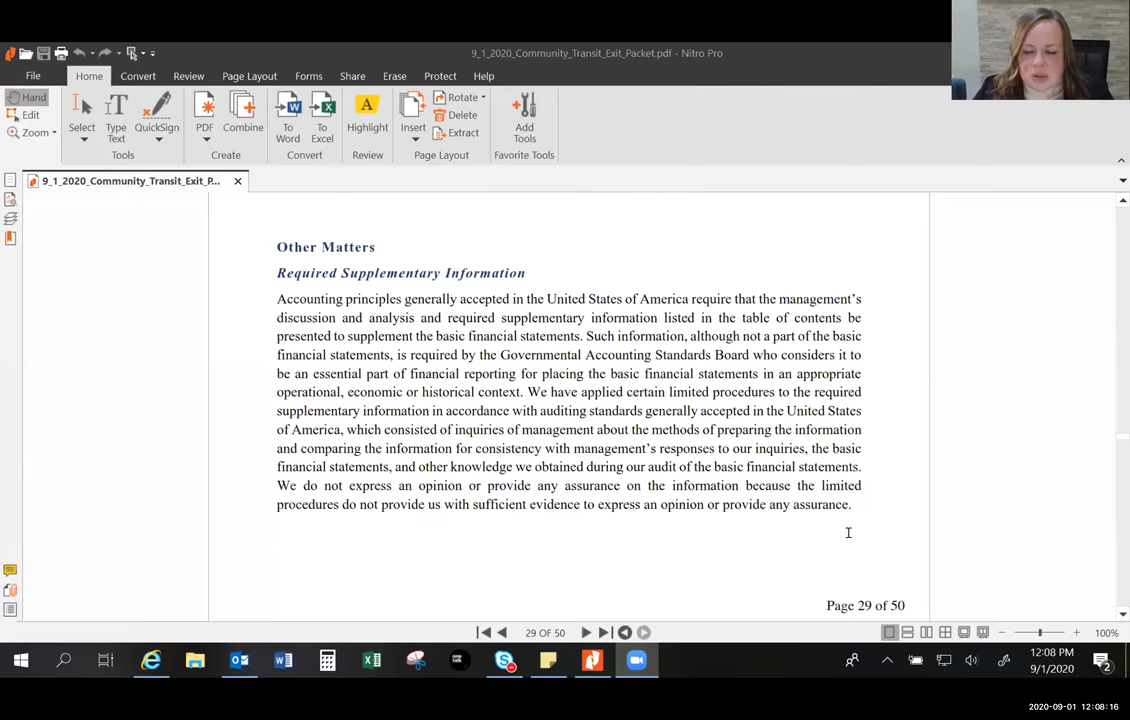 9_1_2020_Community_Transit_Exit_Packet.pdf - Nitro Pro
File Home Convert Review Page Layout Forms Share Erase Protect Help
Hand
Edit
Zoom
Select
Type Text
QuickSign
PDF
Combine
To Word
To Excel
Highlight
Insert
Rotate
Delete
Extract
Add Tools
Tools Create Convert Review Page Layout Favorite Tools
9_1_2020_Community_Transit_Exit_P...
Other Matters
Required Supplementary Information
Accounting principles generally accepted in the United States of America require that the management's
discussion and analysis and required supplementary information listed in the table of contents be
presented to supplement the basic financial statements. Such information, although not a part of the basic
financial statements, is required by the Governmental Accounting Standards Board who considers it to
be an essential part of financial reporting for placing the basic financial statements in an appropriate
operational, economic or historical context. We have applied certain limited procedures to the required
supplementary information in accordance with auditing standards generally accepted in the United States
of America, which consisted of inquiries of management about the methods of preparing the information
and comparing the information for consistency with management's responses to our inquiries, the basic
financial statements, and other knowledge we obtained during our audit of the basic financial statements.
We do not express an opinion or provide any assurance on the information because the limited
procedures do not provide us with sufficient evidence to express an opinion or provide any assurance.
Page 29 of 50
29 OF 50
100%
12:08 PM
9/1/2020
2
2020-09-01 12:08:16